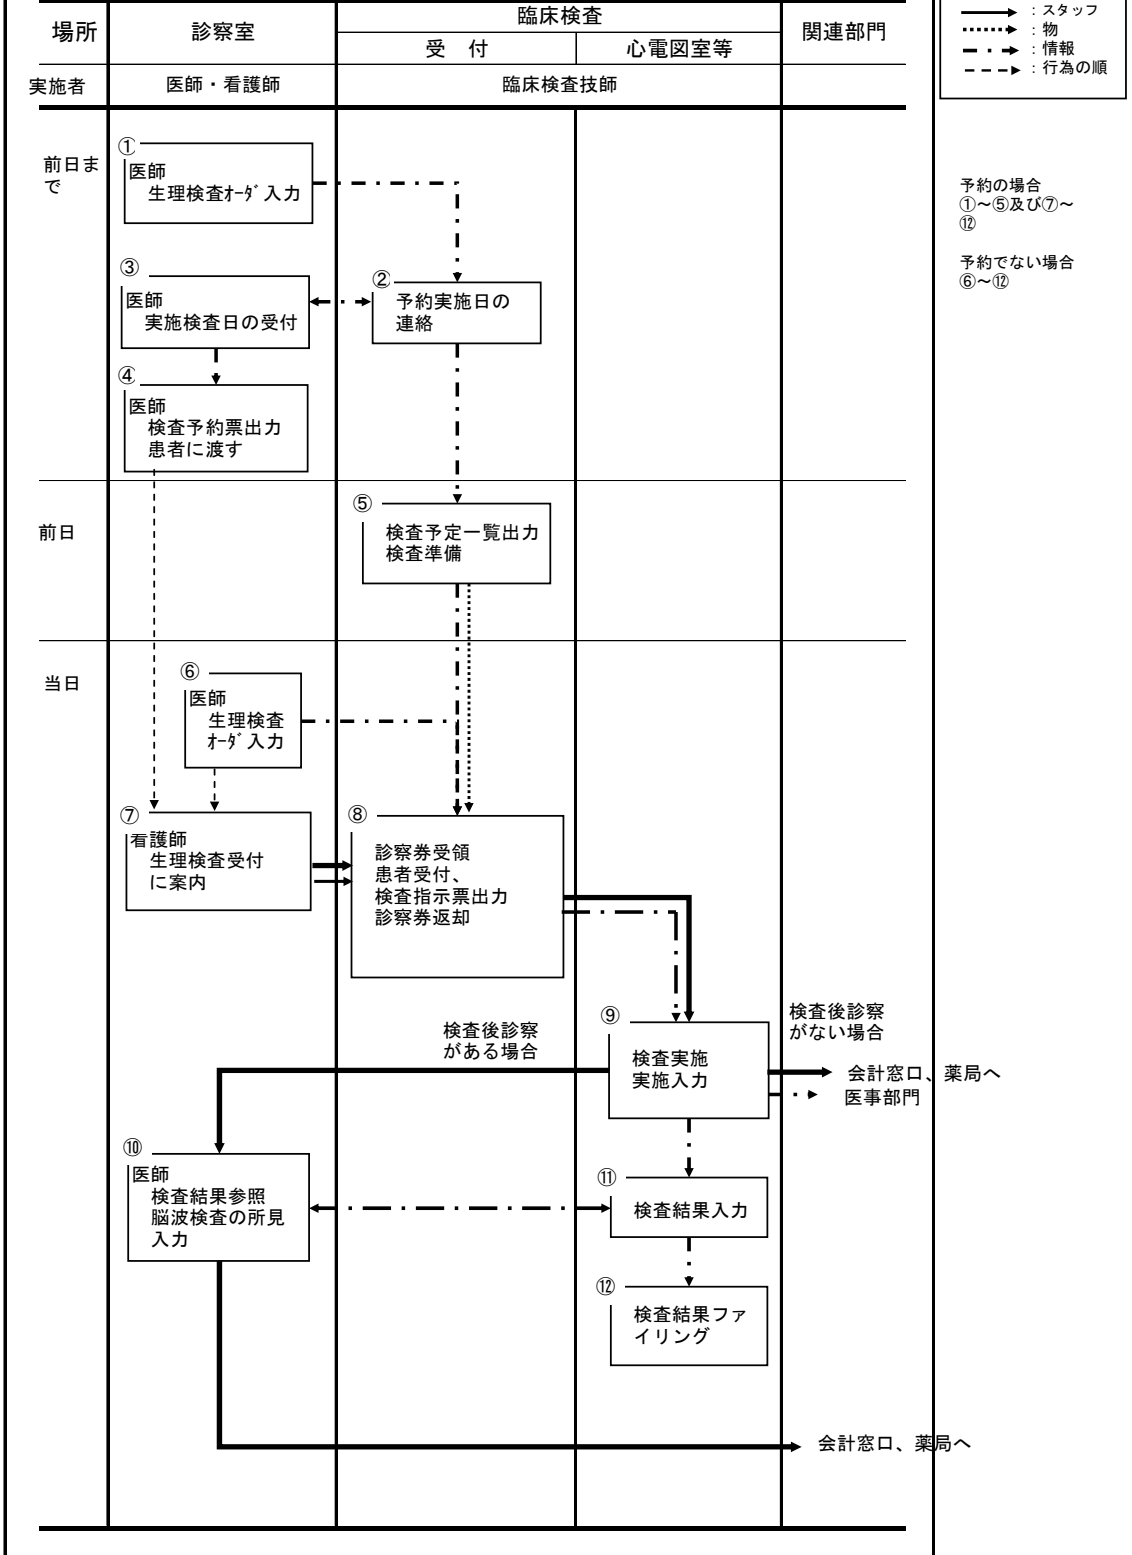 場所
診察室
臨床検査
関連部門
受　付
心電図室等
実施者
医師・看護師
臨床検査技師
：スタッフ
：物
：情報
：行為の順
前日ま
で
①
医師
生理検査ｵｰﾀﾞ入力
予約の場合
①～⑤及び⑦～
⑫
予約でない場合
⑥～⑫
③
医師
実施検査日の受付
②
予約実施日の
連絡
④
医師
検査予約票出力
患者に渡す
前日
⑤
検査予定一覧出力
検査準備
当日
⑥
医師
生理検査
ｵｰﾀﾞ入力
⑦
看護師
生理検査受付
に案内
⑧
診察券受領
患者受付、
検査指示票出力
診察券返却
検査後診察
がある場合
⑨
検査実施
実施入力
検査後診察
がない場合
会計窓口、薬局へ
医事部門
⑩
医師
検査結果参照
脳波検査の所見
入力
⑪
検査結果入力
⑫
検査結果ファ
イリング
会計窓口、薬局へ